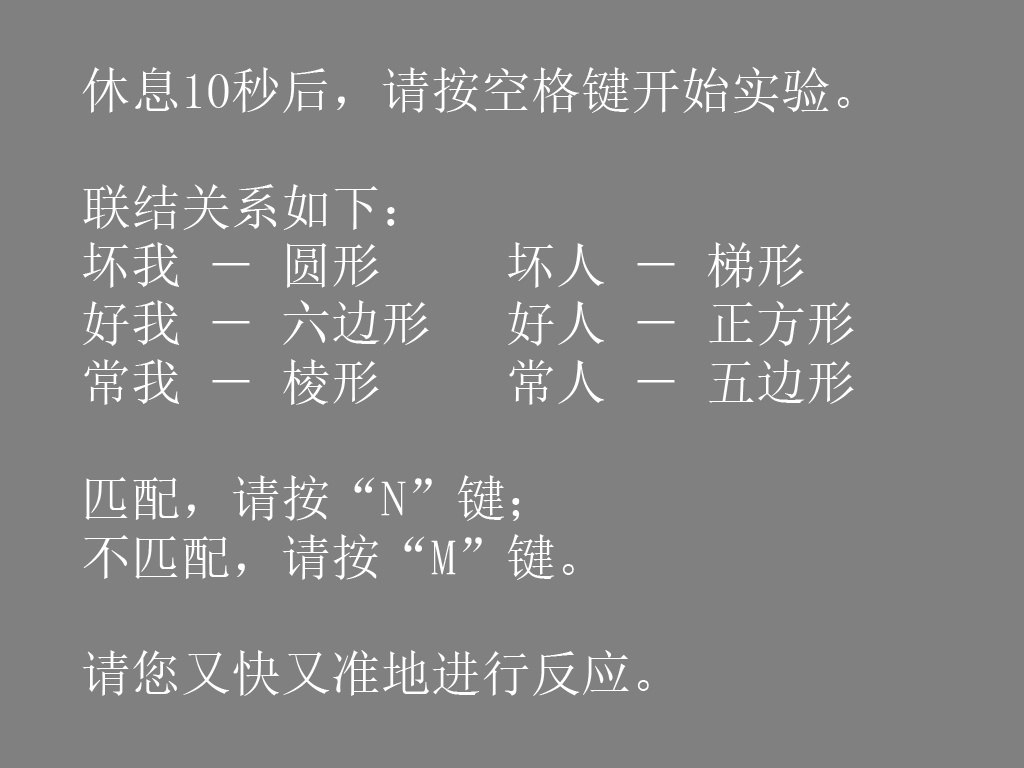 休息10秒后，请按空格键开始实验。
联结关系如下：
坏我 － 圆形 坏人 － 梯形
好我 － 六边形 好人 － 正方形
常我 － 棱形 常人 － 五边形
匹配，请按“N”键；
不匹配，请按“M”键。
请您又快又准地进行反应。